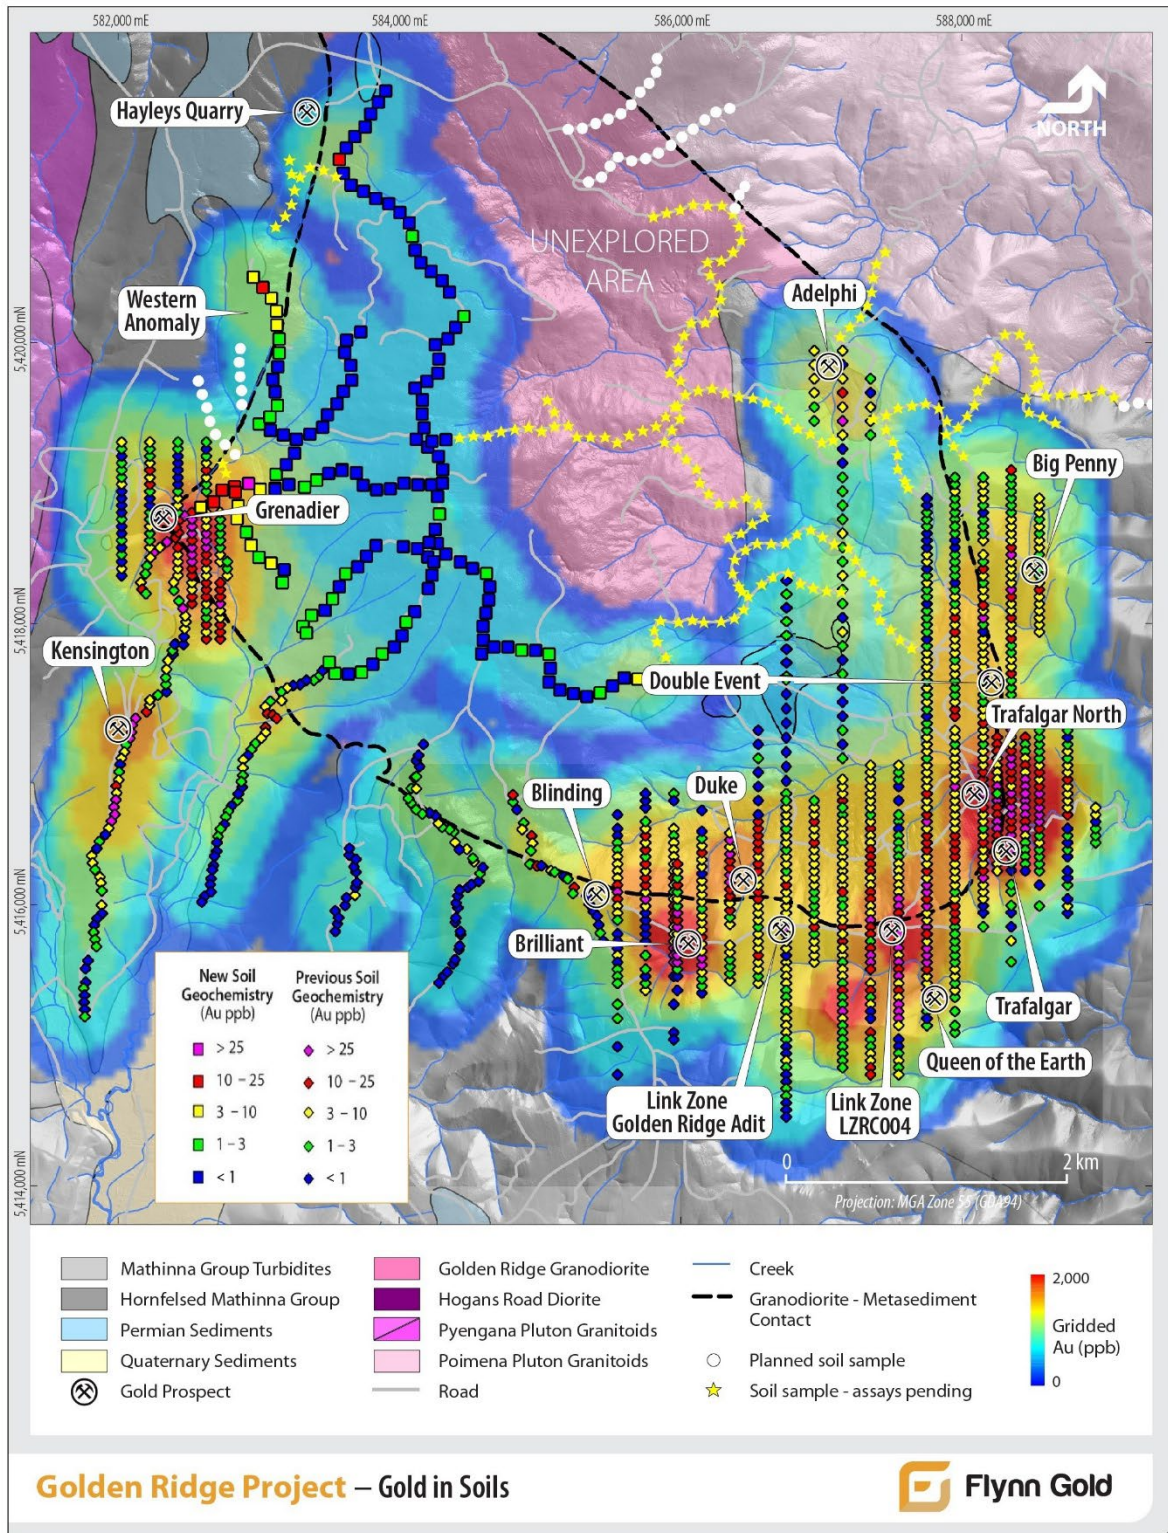 582,000 mE
584,000 mE
586,000 mE
588,000 mE
5,420,000 mN
5,418,000 mN
5,416,000 mN
5,414,000 mN
Hayleys Quarry
NORTH
UNEXPLORED
AREA
Western
Anomaly
Adelphi
Big Penny
Grenadier
Kensington
Double Event
Trafalgar North
Blinding
Duke
Brilliant
Trafalgar
Queen of the Earth
Link Zone
Golden Ridge Adit
Link Zone
LZRC004
New Soil
Geochemistry
(Au ppb)
> 25
10 – 25
3 – 10
1 – 3
< 1
Previous Soil
Geochemistry
(Au ppb)
> 25
10 – 25
3 – 10
1 – 3
< 1
0
2 km
Projection: MGA Zone 55 (GDA94)
Mathinna Group Turbidites
Hornfelsed Mathinna Group
Permian Sediments
Quaternary Sediments
Gold Prospect
Golden Ridge Granodiorite
Hogans Road Diorite
Pyengana Pluton Granitoids
Poimena Pluton Granitoids
Road
Creek
Granodiorite - Metasediment
Contact
Planned soil sample
Soil sample - assays pending
2,000
Gridded
Au (ppb)
0
Golden Ridge Project – Gold in Soils
Flynn Gold